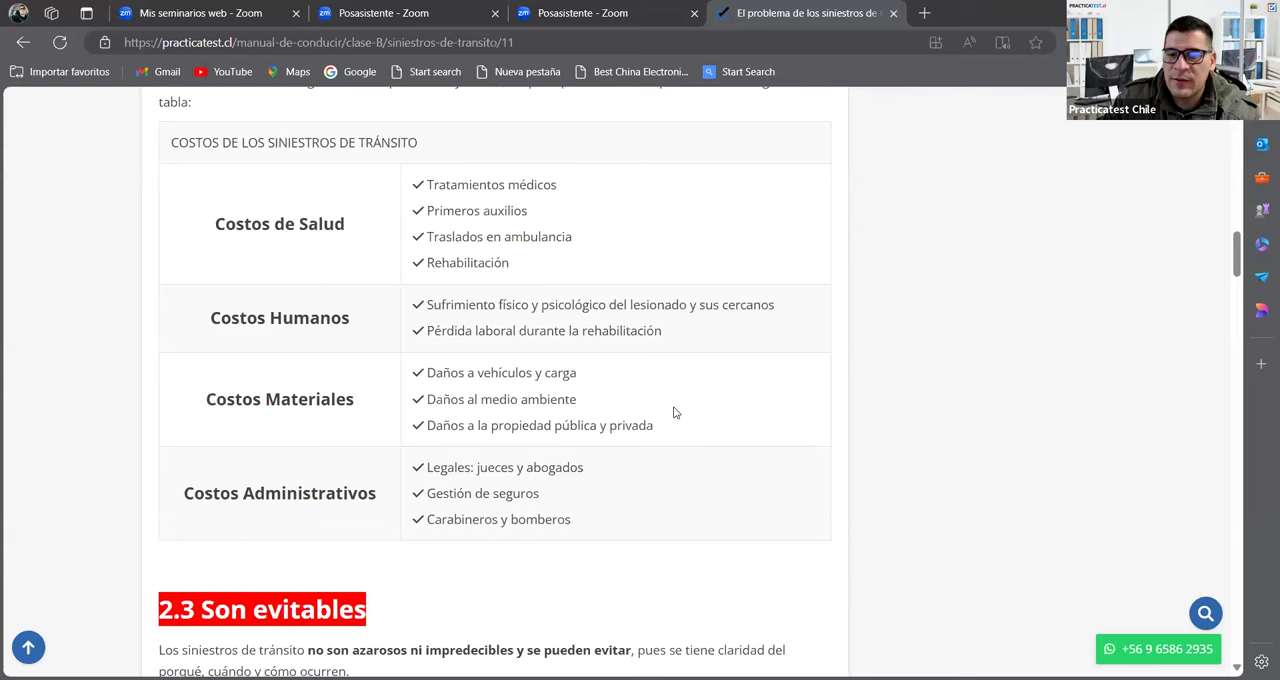 Mis seminarios web - Zoom
Posasistente - Zoom
Posasistente - Zoom
El problema de los siniestros de
https://practicatest.cl/manual-de-conducir/clase-B/siniestros-de-transito/11
Importar favoritos
Gmail
YouTube
Maps
Google
Start search
Nueva pestaña
Best China Electroni...
Start Search
PRACTICATEST.cl
Practicatest Chile
tabla:
COSTOS DE LOS SINIESTROS DE TRÁNSITO
Costos de Salud
✓ Tratamientos médicos
✓ Primeros auxilios
✓ Traslados en ambulancia
✓ Rehabilitación
Costos Humanos
✓ Sufrimiento físico y psicológico del lesionado y sus cercanos
✓ Pérdida laboral durante la rehabilitación
Costos Materiales
✓ Daños a vehículos y carga
✓ Daños al medio ambiente
✓ Daños a la propiedad pública y privada
Costos Administrativos
✓ Legales: jueces y abogados
✓ Gestión de seguros
✓ Carabineros y bomberos
2.3 Son evitables
Los siniestros de tránsito no son azarosos ni impredecibles y se pueden evitar, pues se tiene claridad del
porqué, cuándo y cómo ocurren.
+56 9 6586 2935